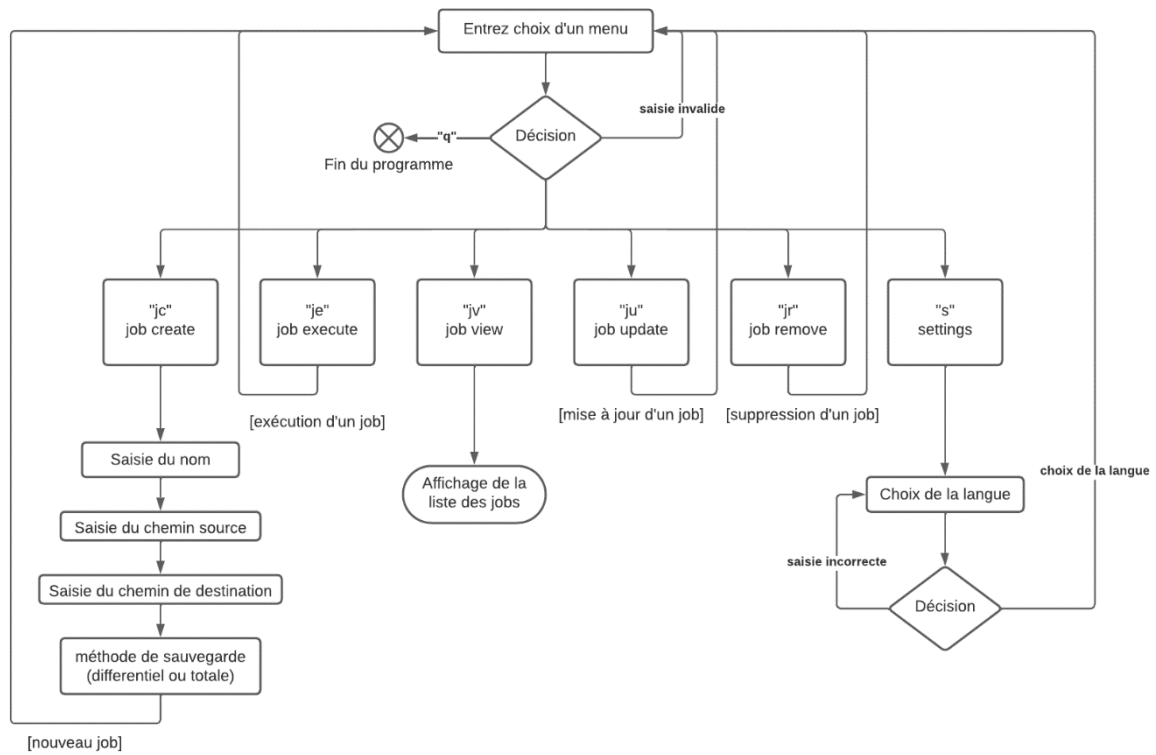 Entrez choix d'un menu
saisie invalide
Décision
"q"
Fin du programme
"jc"
job create
"je"
job execute
"jv"
job view
"ju"
job update
"jr"
job remove
"s"
settings
[exécution d'un job]
[mise à jour d'un job]
[suppression d'un job]
Saisie du nom
Saisie du chemin source
Saisie du chemin de destination
méthode de sauvegarde
(differentiel ou totale)
[nouveau job]
Affichage de la
liste des jobs
choix de la langue
Choix de la langue
saisie incorrecte
Décision